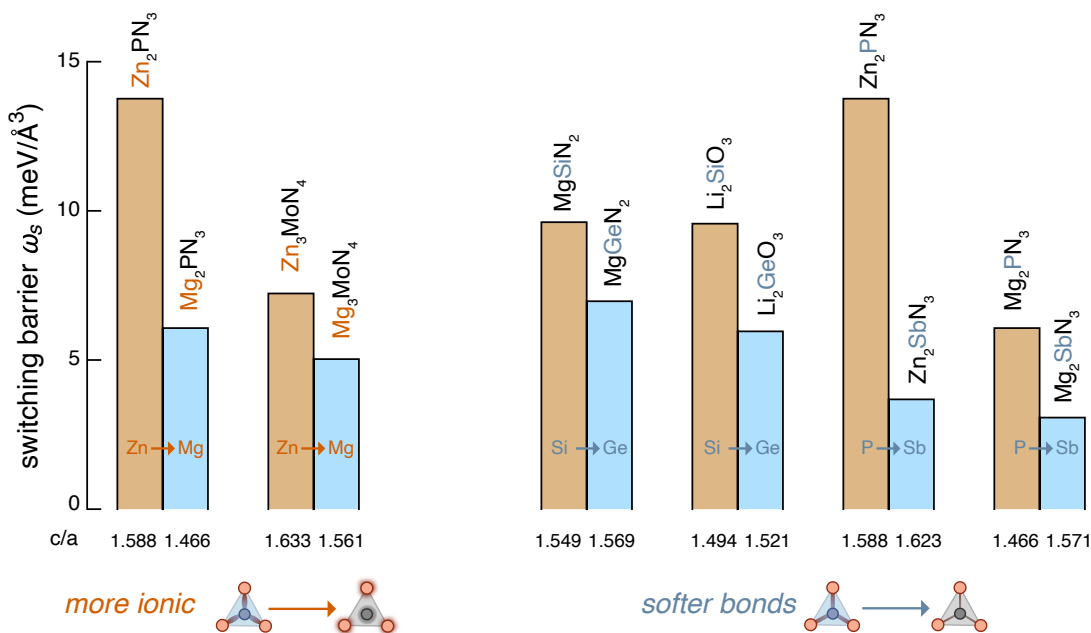 switching barrier ωₛ (meV/Å³)
15
10
5
0
Zn₂PN₃
Mg₂PN₃
Zn₃MoN₄
Mg₃MoN₄
MgSiN₂
MgGeN₂
Li₂SiO₃
Li₂GeO₃
Zn₂PN₃
Zn₂SbN₃
Mg₂PN₃
Mg₂SbN₃
Zn → Mg
Zn → Mg
Si → Ge
Si → Ge
P → Sb
P → Sb
c/a 1.588 1.466 1.633 1.561 1.549 1.569 1.494 1.521 1.588 1.623 1.466 1.571
more ionic
softer bonds